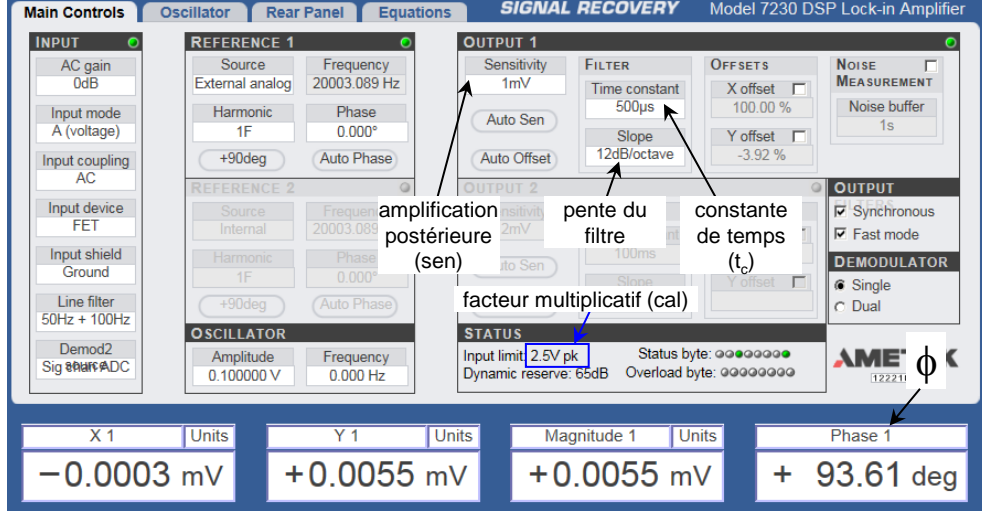 Main Controls Oscillator Rear Panel Equations SIGNAL RECOVERY Model 7230 DSP Lock-in Amplifier
INPUT
AC gain
0dB
Input mode
A (voltage)
Input coupling
AC
Input device
FET
Input shield
Ground
Line filter
50Hz + 100Hz
Demod2
source
Sig chan ADC
REFERENCE 1
Source Frequency
External analog 20003.089 Hz
Harmonic Phase
1F 0.000°
+90deg Auto Phase
REFERENCE 2
Source
Internal 20003.089
Harmonic Phase
1F 0.000°
+90deg Auto Phase
OSCILLATOR
Amplitude Frequency
0.100000 V 0.000 Hz
OUTPUT 1
Sensitivity
1mV
Auto Sen
Auto Offset
FILTER
Time constant
500µs
Slope
12dB/octave
OFFSETS
X offset
100.00 %
Y offset
-3.92 %
NOISE
MEASUREMENT
Noise buffer
1s
OUTPUT 2
2mV
Auto Sen
100ms
Slope
Y offset
amplification
postérieure
(sen)
pente du
filtre
constante
de temps
(tc)
facteur multiplicatif (cal)
OUTPUT
FILTERS
Synchronous
Fast mode
DEMODULATOR
Single
Dual
STATUS
Input limit: 2.5V pk Status byte:
Dynamic reserve: 65dB Overload byte:
AMETEK
ϕ
X 1 Units Y 1 Units Magnitude 1 Units Phase 1
−0.0003 mV +0.0055 mV +0.0055 mV + 93.61 deg